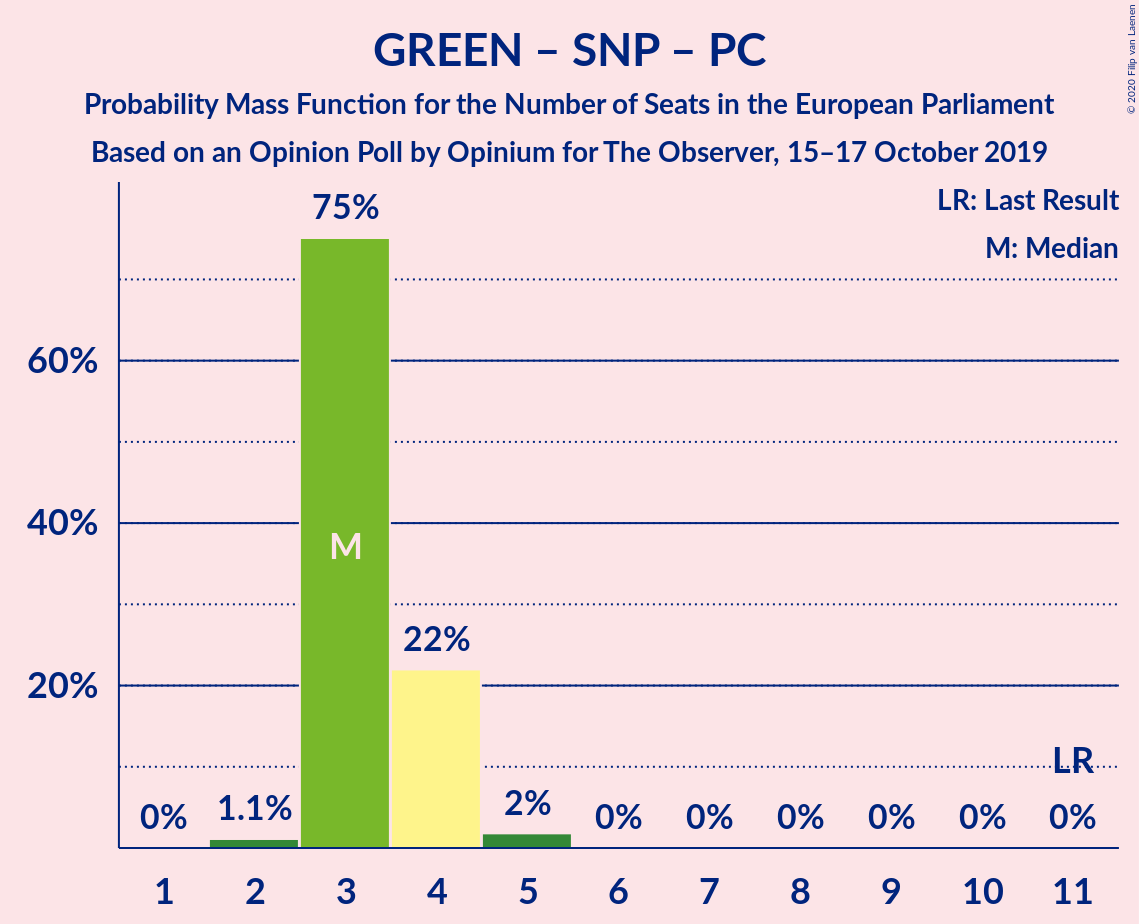 GREEN – SNP – PC
Probability Mass Function for the Number of Seats in the European Parliament
Based on an Opinion Poll by Opinium for The Observer, 15–17 October 2019
© 2020 Filip van Laenen
LR: Last Result
M: Median
75%
60%
40%
M
22%
20%
LR
0% 1.1% 2% 0% 0% 0% 0% 0% 0%
1 2 3 4 5 6 7 8 9 10 11